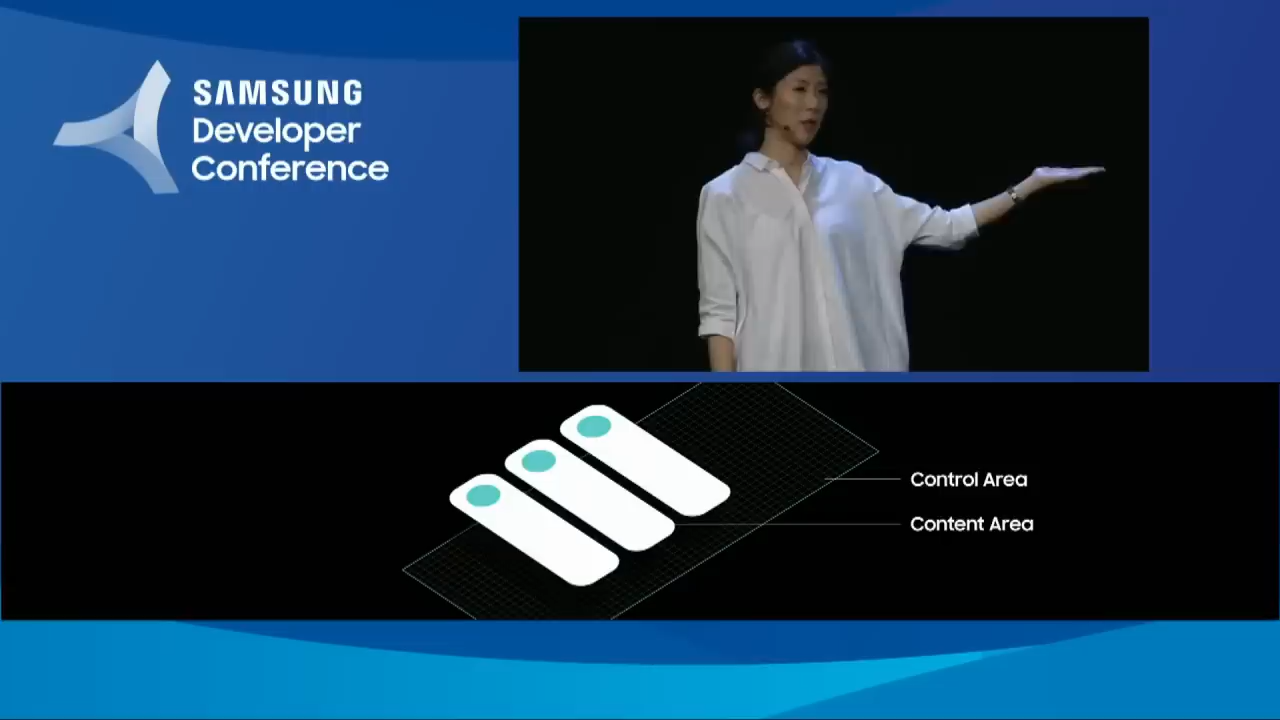 SAMSUNG
Developer
Conference
Control Area
Content Area